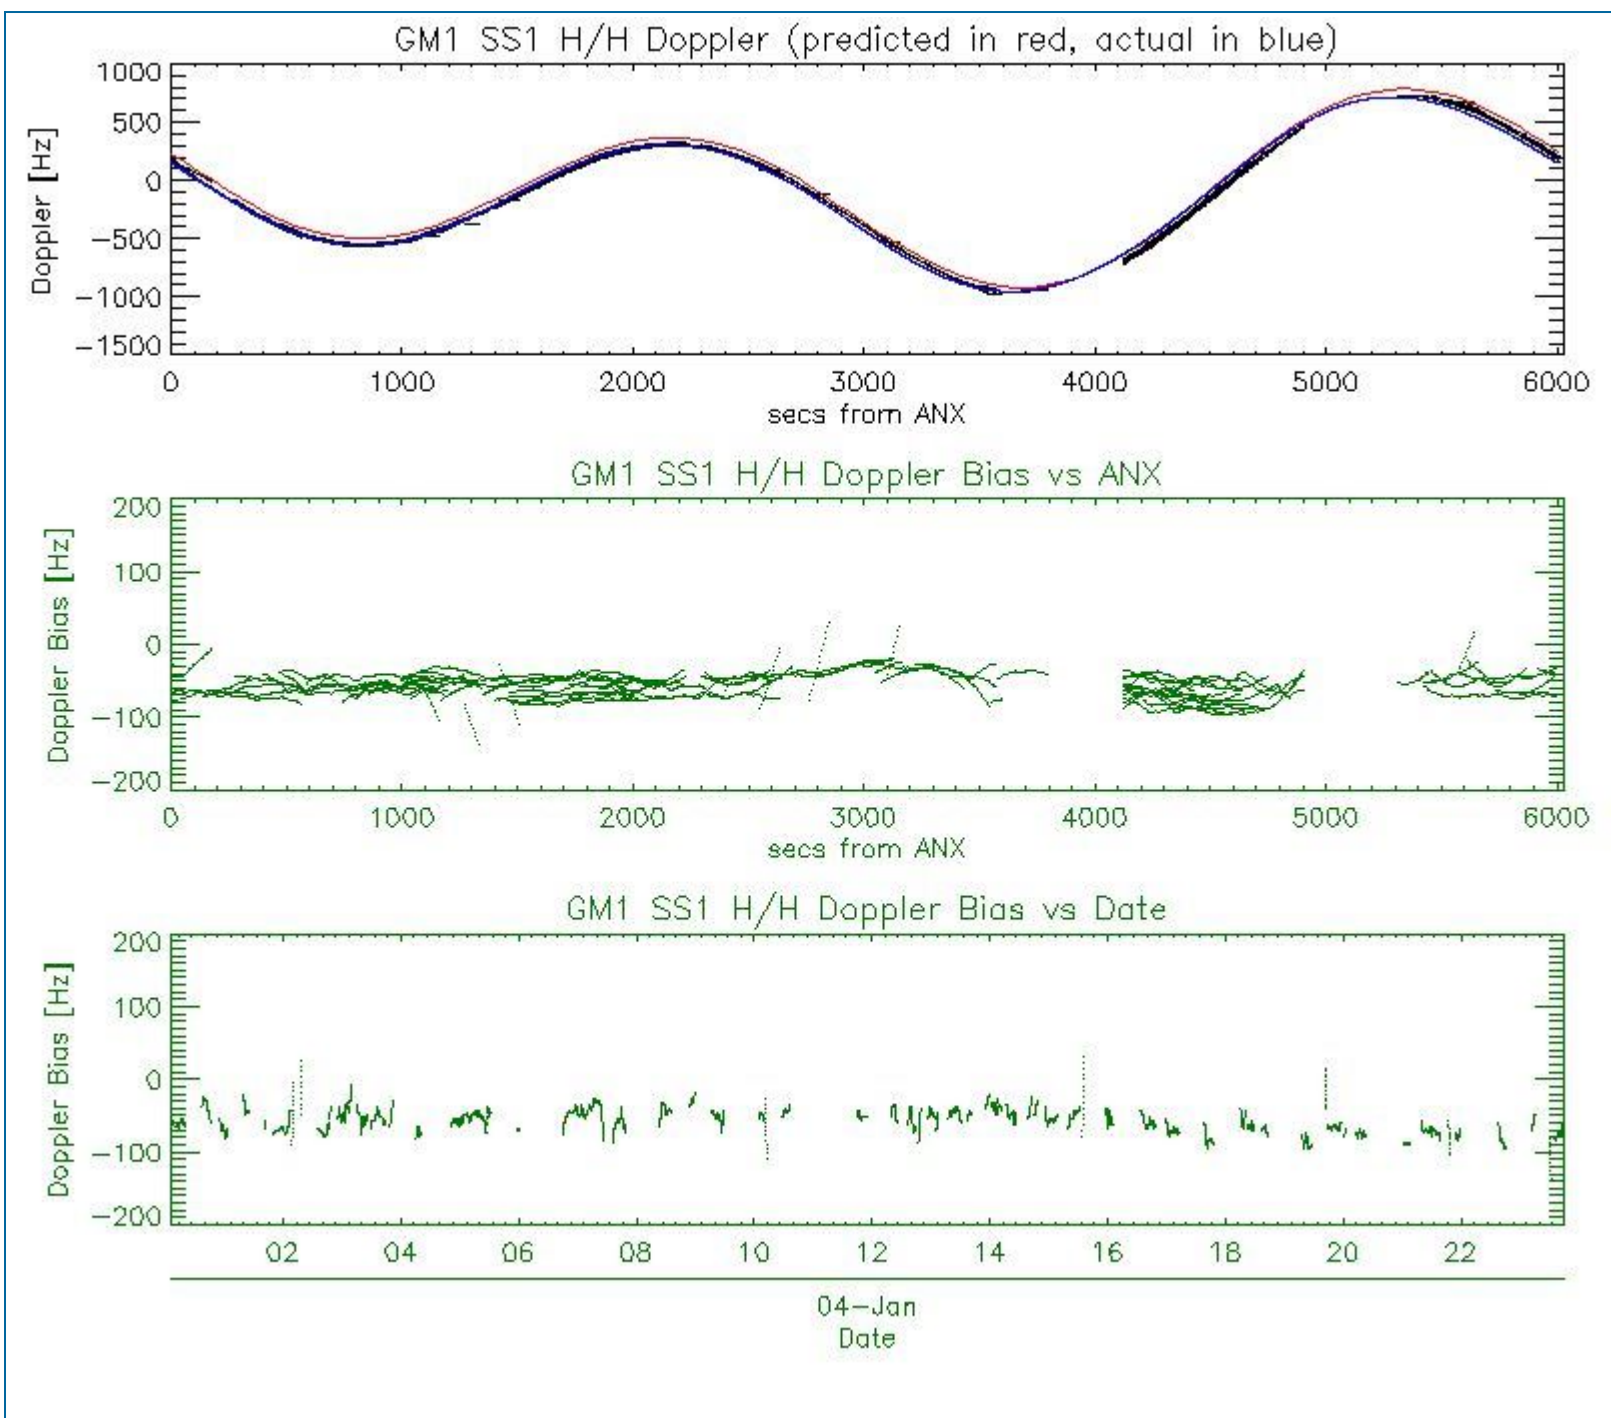 GM1 SS1 H/H Doppler (predicted in red, actual in blue)
1000
500
0
-500
-1000
-1500
Doppler [Hz]
0 1000 2000 3000 4000 5000 6000
secs from ANX
GM1 SS1 H/H Doppler Bias vs ANX
200
100
0
-100
-200
Doppler Bias [Hz]
0 1000 2000 3000 4000 5000 6000
secs from ANX
GM1 SS1 H/H Doppler Bias vs Date
200
100
0
-100
-200
Doppler Bias [Hz]
02 04 06 08 10 12 14 16 18 20 22
04-Jan
Date